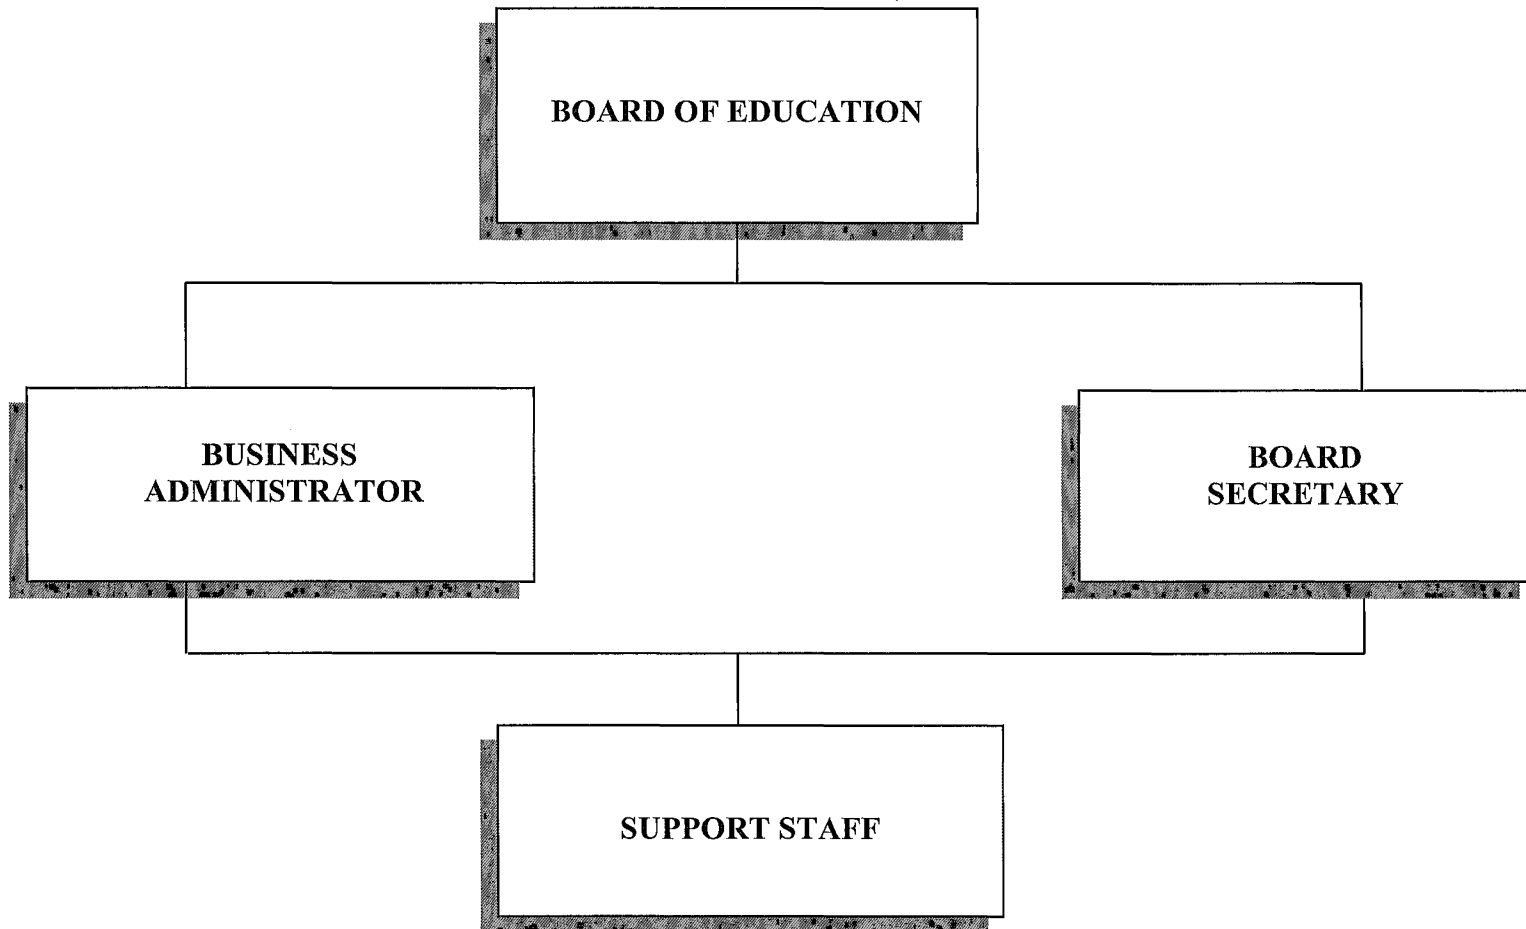 BOARD OF EDUCATION
BUSINESS
ADMINISTRATOR
BOARD
SECRETARY
SUPPORT STAFF